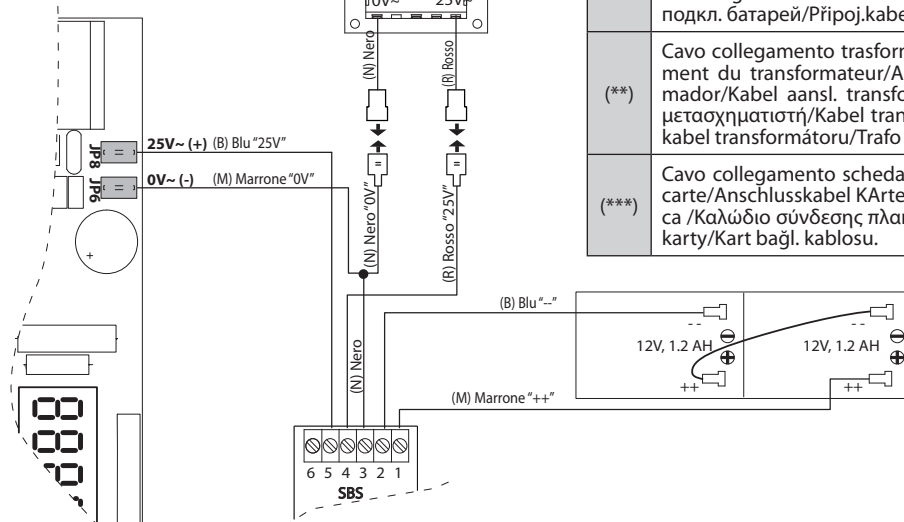 0V~ 25V~
подкл. батарей/Připoj.kabe
(**)
Cavo collegamento trasforn
ment du transformateur/A
mador/Kabel aansl. transfo
μετασχηματιστή/Kabel tran
kabel transformátoru/Trafo
(***)
Cavo collegamento scheda
carte/Anschlusskabel KArte
ca /Καλώδιο σύνδεσης πλα
karty/Kart bağl. kablosu.
(N) Nero
(R) Rosso
JP8
25V~ (+) (B) Blu "25V"
JP6
0V~ (-) (M) Marrone "0V"
(N) Nero "0V"
(R) Rosso "25V"
+
(N) Nero
(B) Blu "--"
(M) Marrone "++"
- -
12V, 1.2 AH
++
- -
12V, 1.2 AH
++
6 5 4 3 2 1
SBS